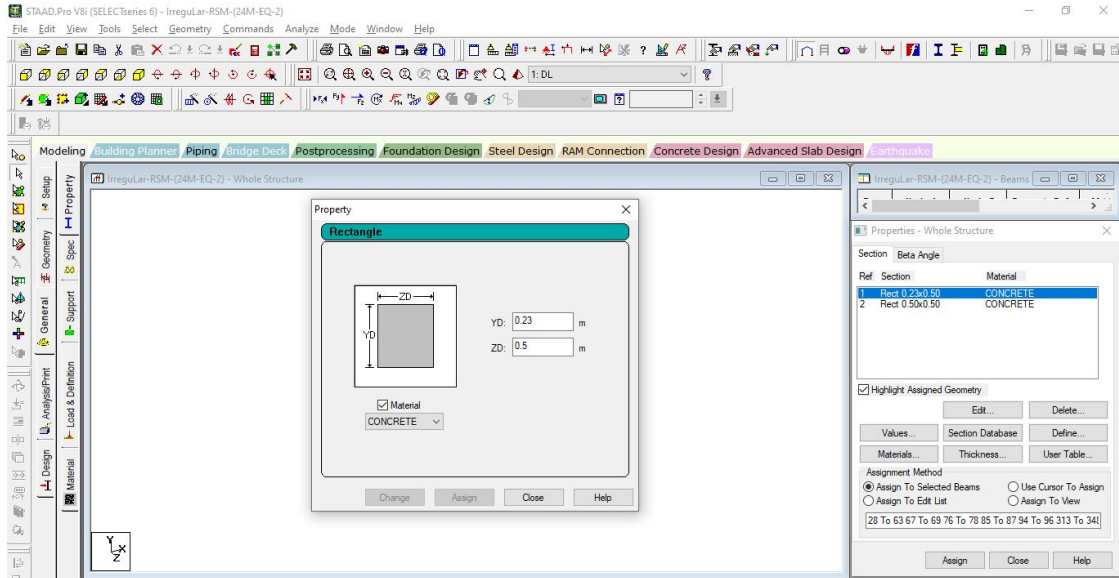 STAAD.Pro V8i (SELECTseries 6) - IrreguLar-RSM-(24M-EQ-2)
File Edit View Tools Select Geometry Commands Analyze Mode Window Help
1: DL
Modeling Building Planner Piping Bridge Deck Postprocessing Foundation Design Steel Design RAM Connection Concrete Design Advanced Slab Design Earthquake
Setup
Geometry
General
Analysis/Print
Design
Property
Spec
Support
Load & Definition
Material
IrreguLar-RSM-(24M-EQ-2) - Whole Structure
Property
Rectangle
ZD
YD
YD: 0.23 m
ZD: 0.5 m
Material
CONCRETE
Change Assign Close Help
Y
X
Z
IrreguLar-RSM-(24M-EQ-2) - Beams
Properties - Whole Structure
Section Beta Angle
Ref Section Material
1 Rect 0.23x0.50 CONCRETE
2 Rect 0.50x0.50 CONCRETE
Highlight Assigned Geometry
Edit... Delete...
Values... Section Database Define...
Materials... Thickness... User Table...
Assignment Method
Assign To Selected Beams Use Cursor To Assign
Assign To Edit List Assign To View
28 To 63 67 To 69 76 To 78 85 To 87 94 To 96 313 To 348
Assign Close Help